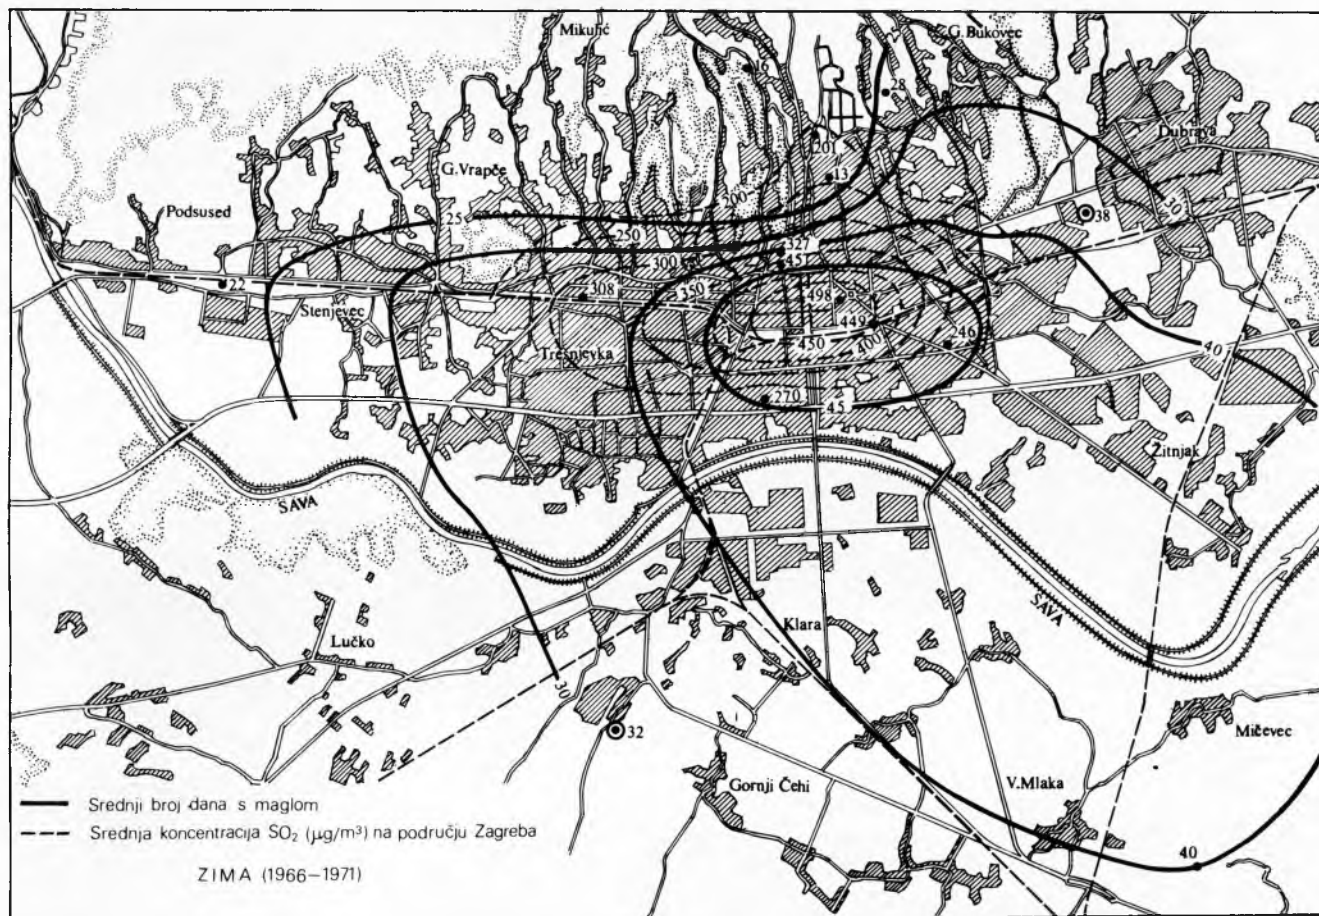 Mikulić
G.Bukovec
25
16
28
Dubrava
201
13
G.Vrapče
200
30
Podsused
25
38
250
327
300
451
22
308
350
498
Stenjevec
449
246
450
400
Trešnjevka
40
270
45
Žitnjak
SAVA
SAVA
Klara
Lučko
30
32
Mičevec
Gornji Čehi
V.Mlaka
Srednji broj dana s maglom
Srednja koncentracija SO₂ (µg/m³) na području Zagreba
40
ZIMA (1966–1971)